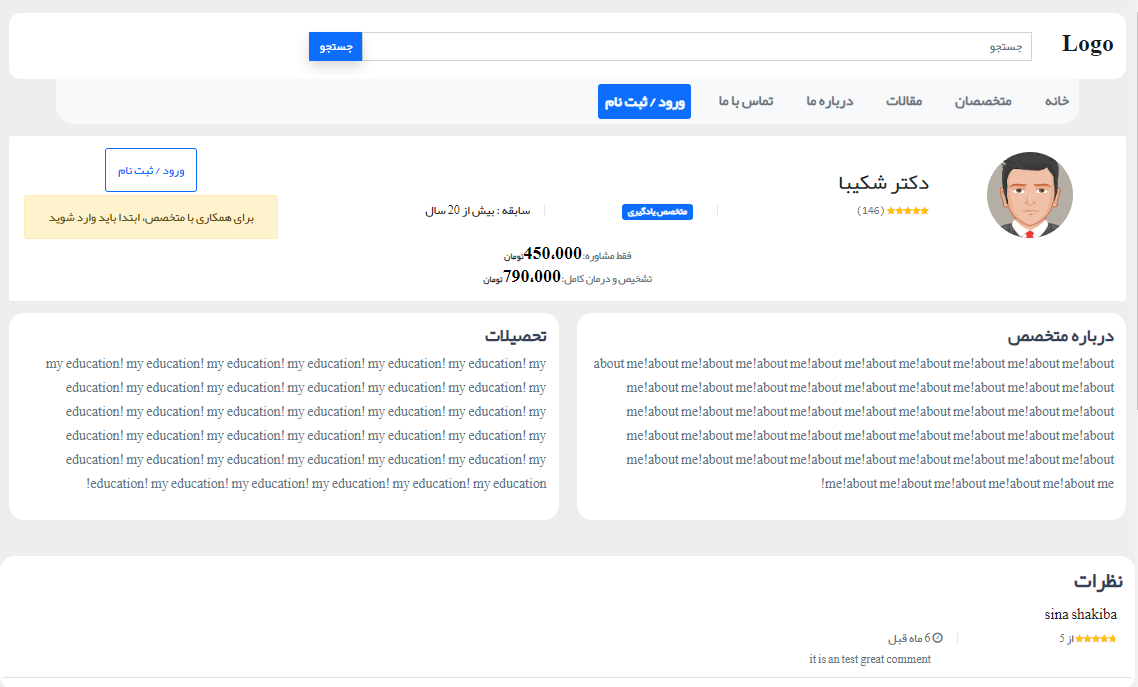 Logo
جستجو
جستجو
خانه
متخصصان
مقالات
درباره ما
تماس با ما
ورود / ثبت نام
دکتر شکیبا
(146)
متخصص یادگیری
سابقه : بیش از 20 سال
ورود / ثبت نام
برای همکاری با متخصص، ابتدا باید وارد شوید
فقط مشاوره: 450،000 تومان
تشخیص و درمان کامل: 790،000 تومان
درباره متخصص
about me!about me!about me!about me!about me!about me!about me!about me!about me!about
me!about me!about me!about me!about me!about me!about me!about me!about me!about
me!about me!about me!about me!about me!about me!about me!about me!about me!about
me!about me!about me!about me!about me!about me!about me!about me!about me!about
me!about me!about me!about me!about me!about me!about me!about me!about me!about
!me!about me!about me!about me!about me!about me
تحصیلات
my education! my education! my education! my education! my education! my education! my
education! my education! my education! my education! my education! my education! my
education! my education! my education! my education! my education! my education! my
education! my education! my education! my education! my education! my education! my
education! my education! my education! my education! my education! my education! my
!education! my education! my education! my education! my education! my education
نظرات
sina shakiba
از 5
6 ماه قبل
it is an test great comment